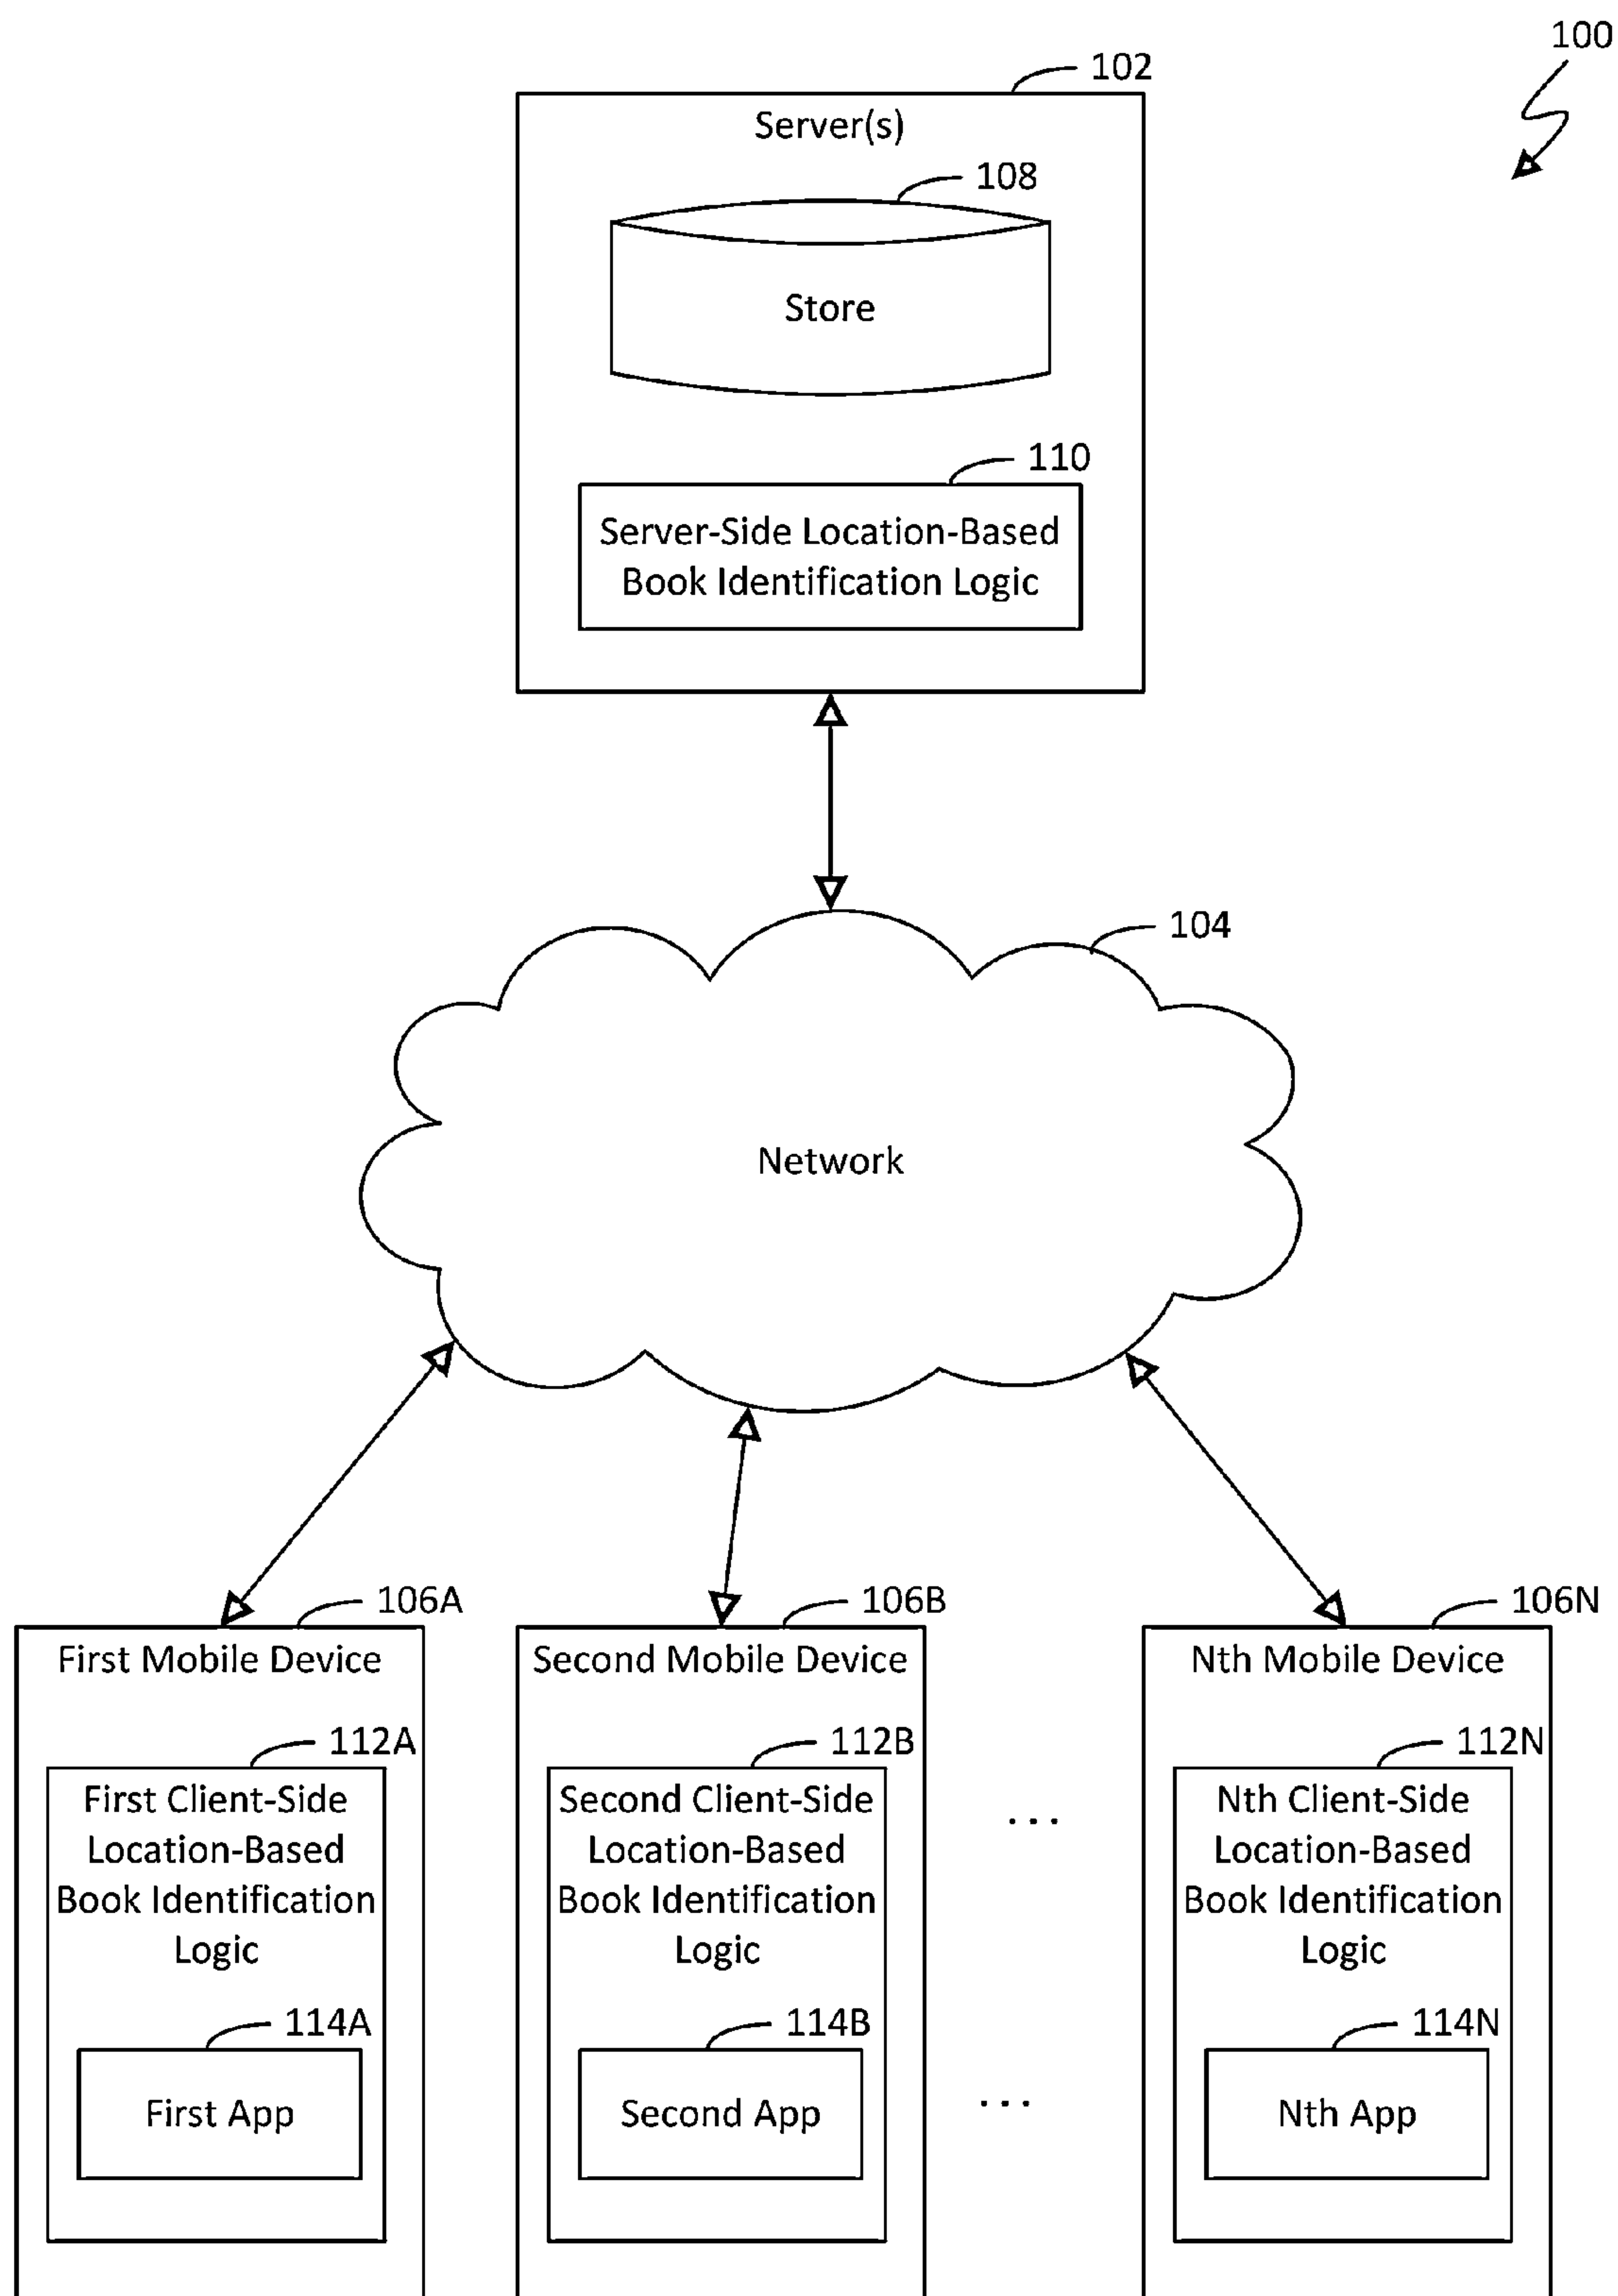 100
102
Server(s)
108
Store
110
Server-Side Location-Based
Book Identification Logic
104
Network
106A
106B
106N
First Mobile Device
Second Mobile Device
Nth Mobile Device
112A
112B
112N
First Client-Side
Location-Based
Book Identification
Logic
Second Client-Side
Location-Based
Book Identification
Logic
...
Nth Client-Side
Location-Based
Book Identification
Logic
114A
114B
114N
First App
Second App
...
Nth App